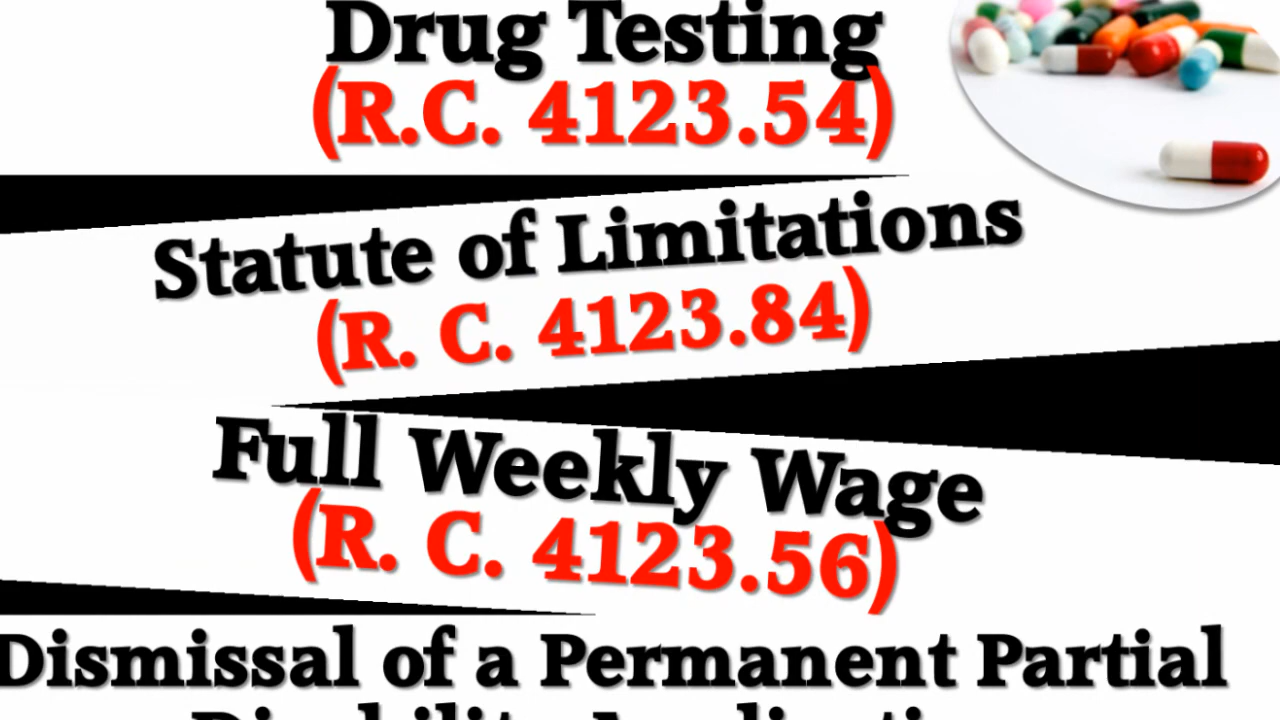 Drug Testing
(R.C. 4123.54)
Statute of Limitations
(R. C. 4123.84)
Full Weekly Wage
(R. C. 4123.56)
Dismissal of a Permanent Partial